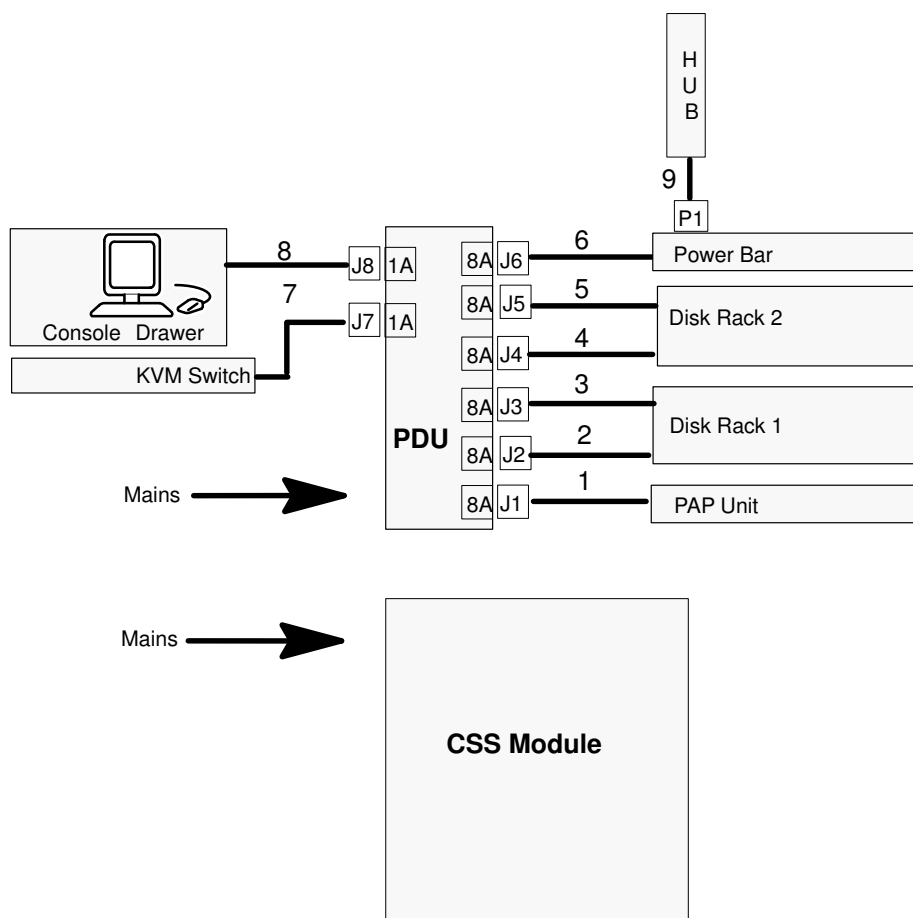 H
U
B
9
P1
8
J8 1A
8A J6
6
Power Bar
7
8A J5
5
Disk Rack 2
Console Drawer
J7 1A
4
8A J4
KVM Switch
3
8A J3
Disk Rack 1
PDU
2
8A J2
Mains
1
8A J1
PAP Unit
Mains
CSS Module